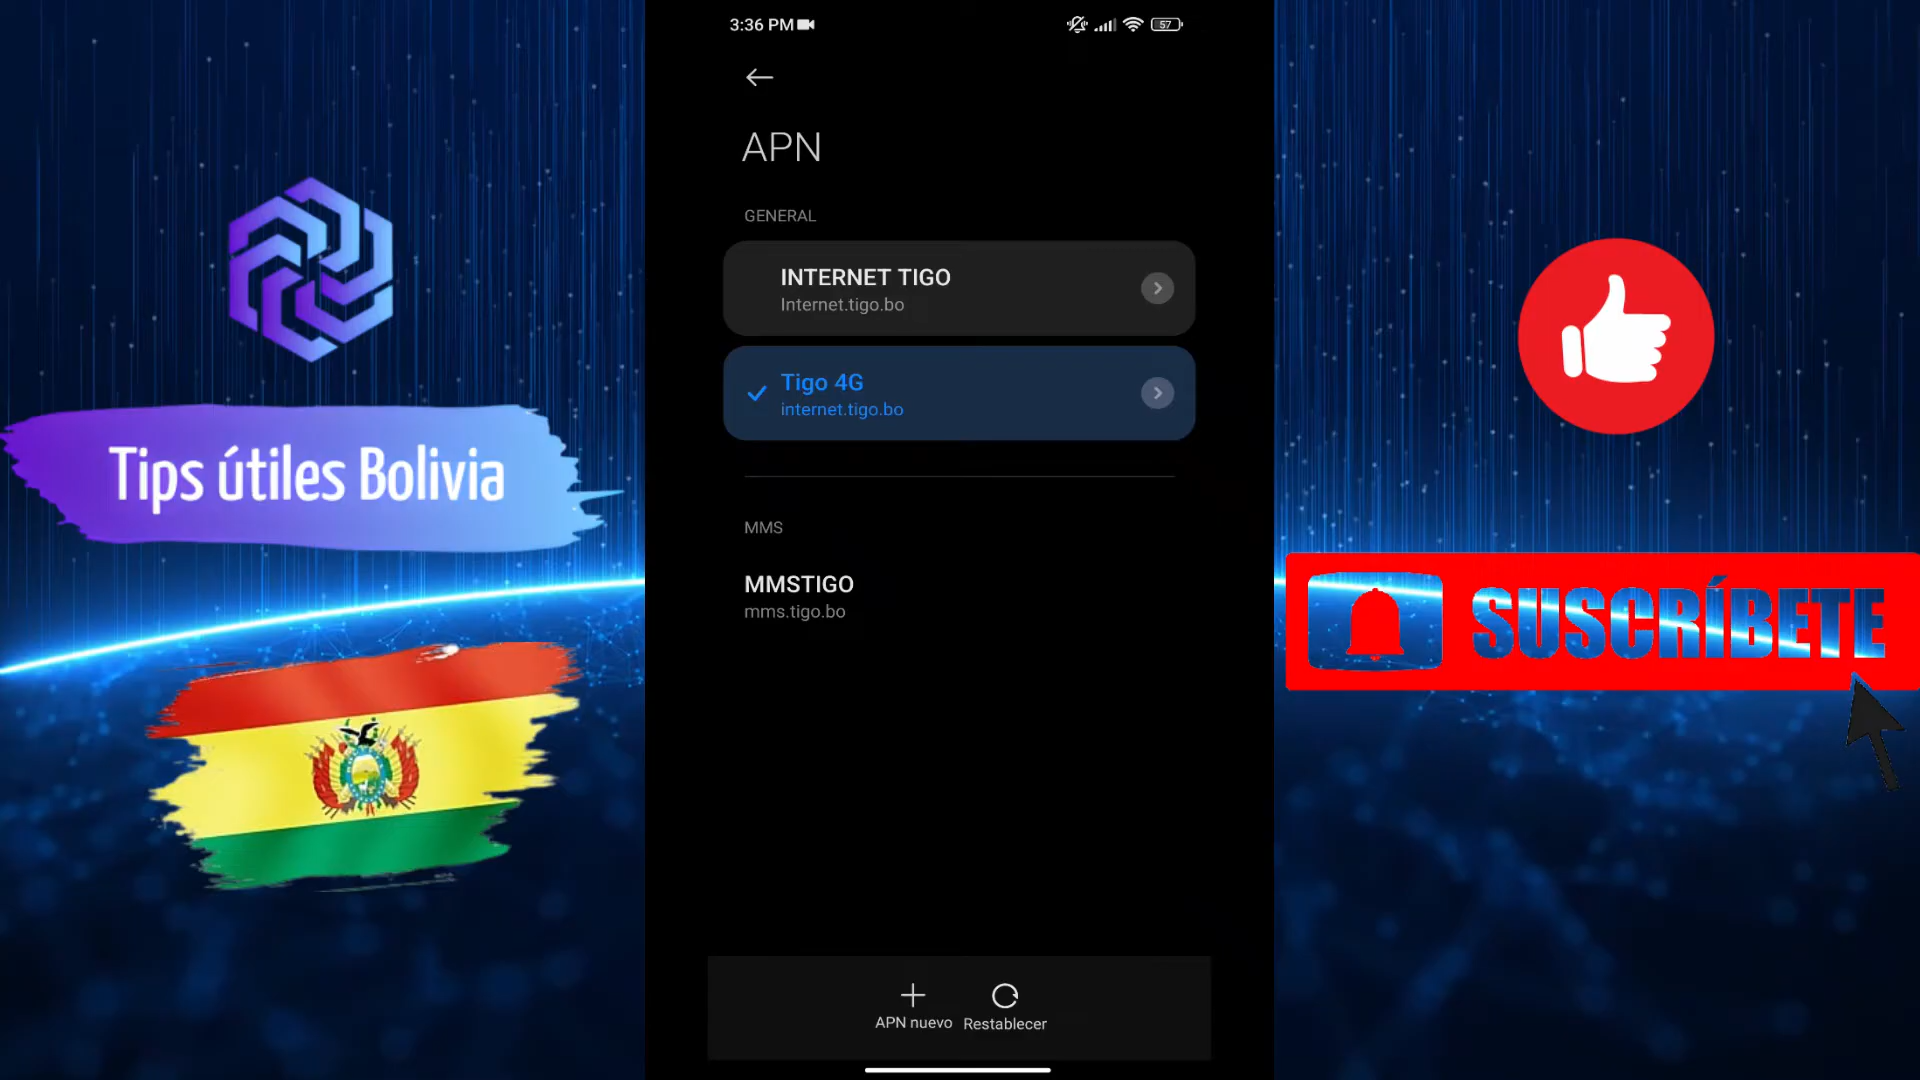 3:36 PM
57
APN
GENERAL
INTERNET TIGO
Internet.tigo.bo
Tigo 4G
internet.tigo.bo
MMS
MMSTIGO
mms.tigo.bo
APN nuevo
Restablecer
Tips útiles Bolivia
SUSCRÍBETE